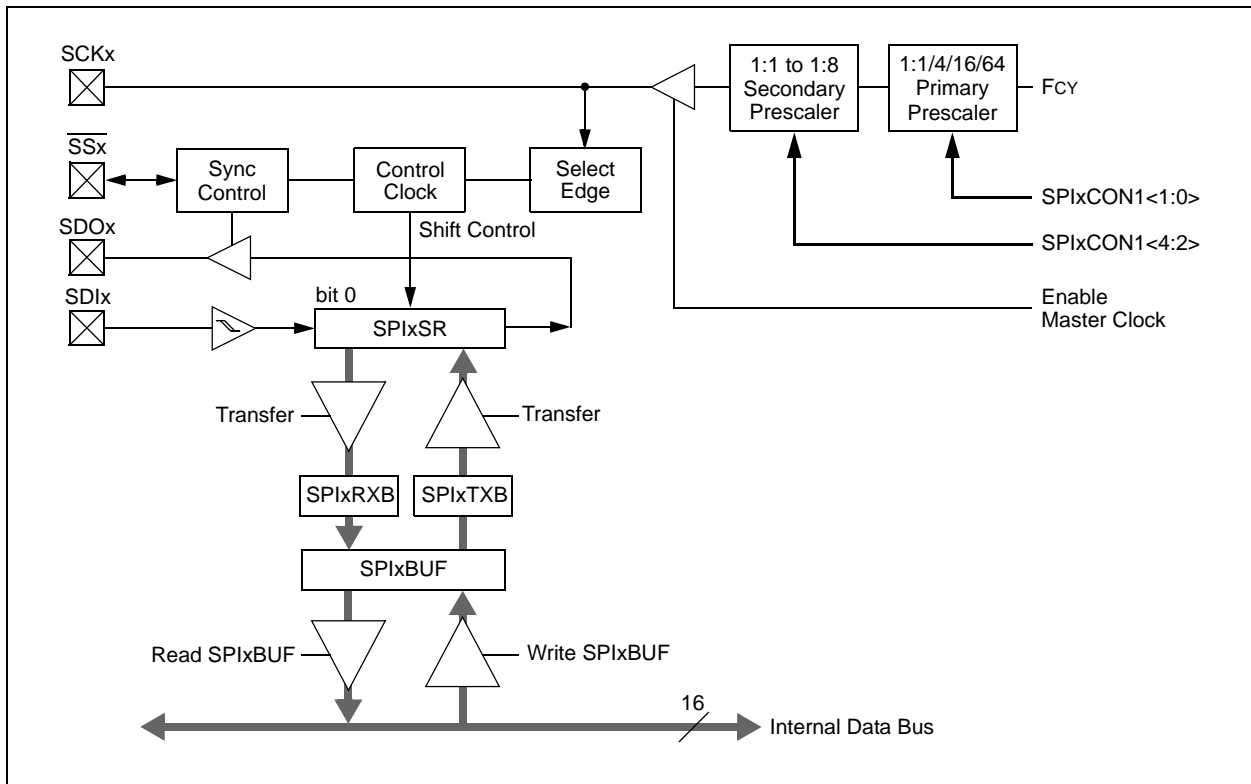 SCKx
1:1 to 1:8
Secondary
Prescaler
1:1/4/16/64
Primary
Prescaler
FCY
SSx
Sync
Control
Control
Clock
Select
Edge
SPIxCON1<1:0>
SDOx
Shift Control
SPIxCON1<4:2>
SDIx
bit 0
SPIxSR
Enable
Master Clock
Transfer
Transfer
SPIxRXB
SPIxTXB
SPIxBUF
Read SPIxBUF
Write SPIxBUF
16
Internal Data Bus